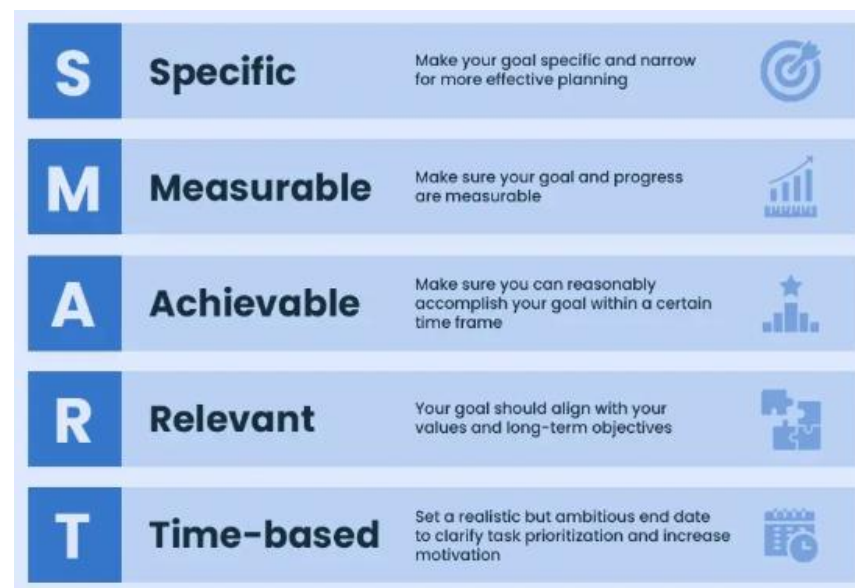 S
Specific
Make your goal specific and narrow
for more effective planning
M
Measurable
Make sure your goal and progress
are measurable
A
Achievable
Make sure you can reasonably
accomplish your goal within a certain
time frame
R
Relevant
Your goal should align with your
values and long-term objectives
T
Time-based
Set a realistic but ambitious end date
to clarify task prioritization and increase
motivation